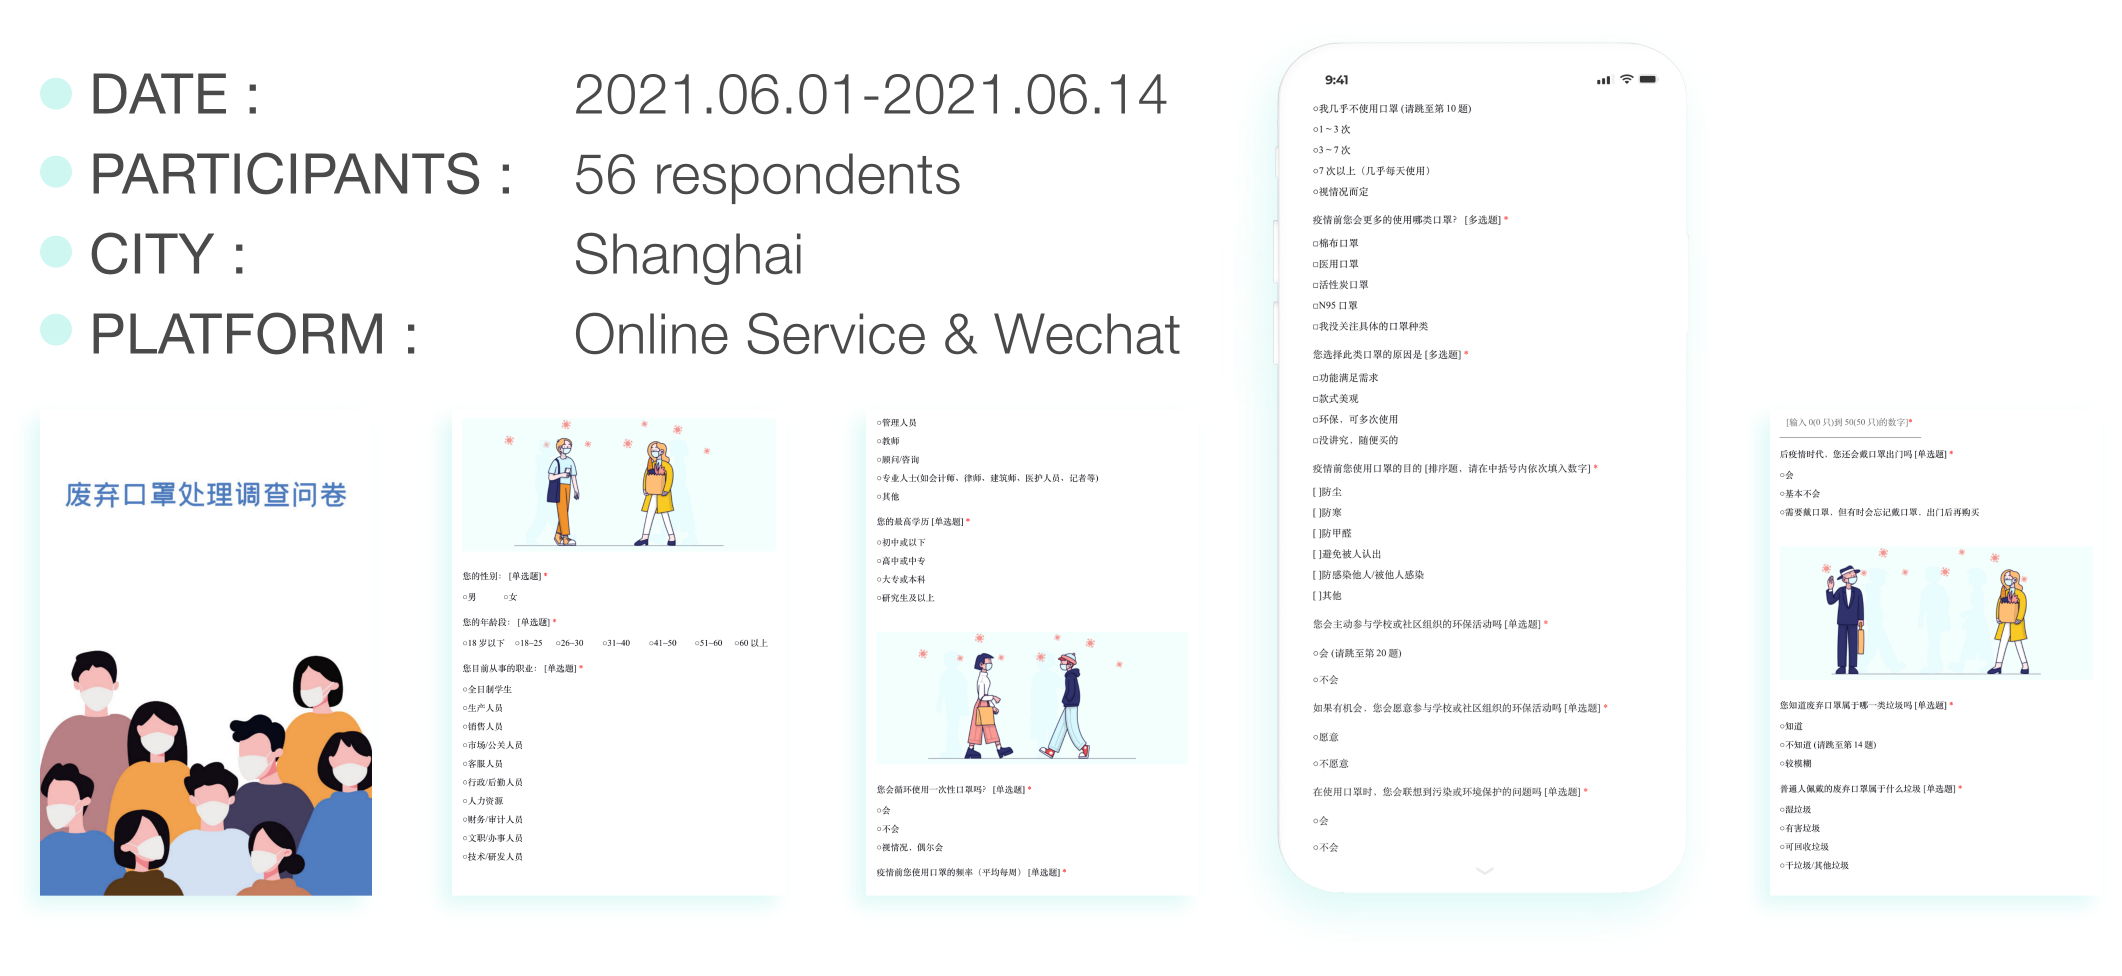 DATE : 2021.06.01-2021.06.14
PARTICIPANTS : 56 respondents
CITY : Shanghai
PLATFORM : Online Service & Wechat
废弃口罩处理调查问卷
您的性别： [单选题] *
○男 ○女
您的年龄段： [单选题] *
○18 岁以下 ○18~25 ○26~30 ○31~40 ○41~50 ○51~60 ○60 以上
您目前从事的职业： [单选题] *
○全日制学生
○生产人员
○销售人员
○市场/公关人员
○客服人员
○行政/后勤人员
○人力资源
○财务/审计人员
○文职/办事人员
○技术/研发人员
○管理人员
○教师
○顾问/咨询
○专业人士(如会计师、律师、建筑师、医护人员、记者等)
○其他
您的最高学历 [单选题] *
○初中或以下
○高中或中专
○大专或本科
○研究生及以上
您会循环使用一次性口罩吗？ [单选题] *
○会
○不会
○视情况，偶尔会
疫情前您使用口罩的频率（平均每周） [单选题] *
9:41
○我几乎不使用口罩 (请跳至第 10 题)
○1 ~ 3 次
○3 ~ 7 次
○7 次以上（几乎每天使用）
○视情况而定
疫情前您会更多的使用哪类口罩？ [多选题] *
□棉布口罩
□医用口罩
□活性炭口罩
□N95 口罩
□我没关注具体的口罩种类
您选择此类口罩的原因是 [多选题] *
□功能满足需求
□款式美观
□环保，可多次使用
□没讲究，随便买的
疫情前您使用口罩的目的 [排序题，请在中括号内依次填入数字] *
[ ]防尘
[ ]防寒
[ ]防甲醛
[ ]避免被人认出
[ ]防感染他人/被他人感染
[ ]其他
您会主动参与学校或社区组织的环保活动吗 [单选题] *
○会 (请跳至第 20 题)
○不会
如果有机会，您会愿意参与学校或社区组织的环保活动吗 [单选题] *
○愿意
○不愿意
在使用口罩时，您会联想到污染或环境保护的问题吗 [单选题] *
○会
○不会
[输入 0(0 只)到 50(50 只)的数字]*
后疫情时代，您还会戴口罩出门吗 [单选题] *
○会
○基本不会
○需要戴口罩，但有时会忘记戴口罩，出门后再购买
您知道废弃口罩属于哪一类垃圾吗 [单选题] *
○知道
○不知道 (请跳至第 14 题)
○较模糊
普通人佩戴的废弃口罩属于什么垃圾 [单选题] *
○湿垃圾
○有害垃圾
○可回收垃圾
○干垃圾/其他垃圾